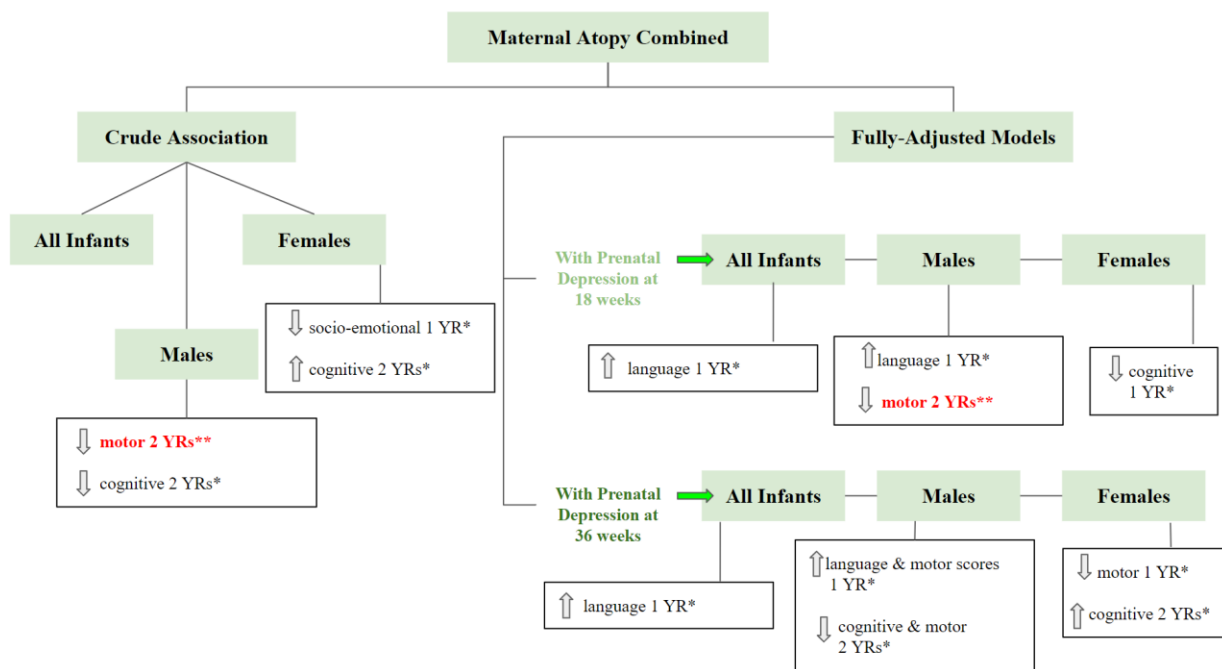 Maternal Atopy Combined
Crude Association
Fully-Adjusted Models
All Infants
Females
Males
socio-emotional 1 YR*
cognitive 2 YRs*
motor 2 YRs**
cognitive 2 YRs*
With Prenatal
Depression at
18 weeks
All Infants
Males
Females
language 1 YR*
language 1 YR*
motor 2 YRs**
cognitive
1 YR*
With Prenatal
Depression at
36 weeks
All Infants
Males
Females
language 1 YR*
language & motor scores
1 YR*
cognitive & motor
2 YRs*
motor 1 YR*
cognitive 2 YRs*